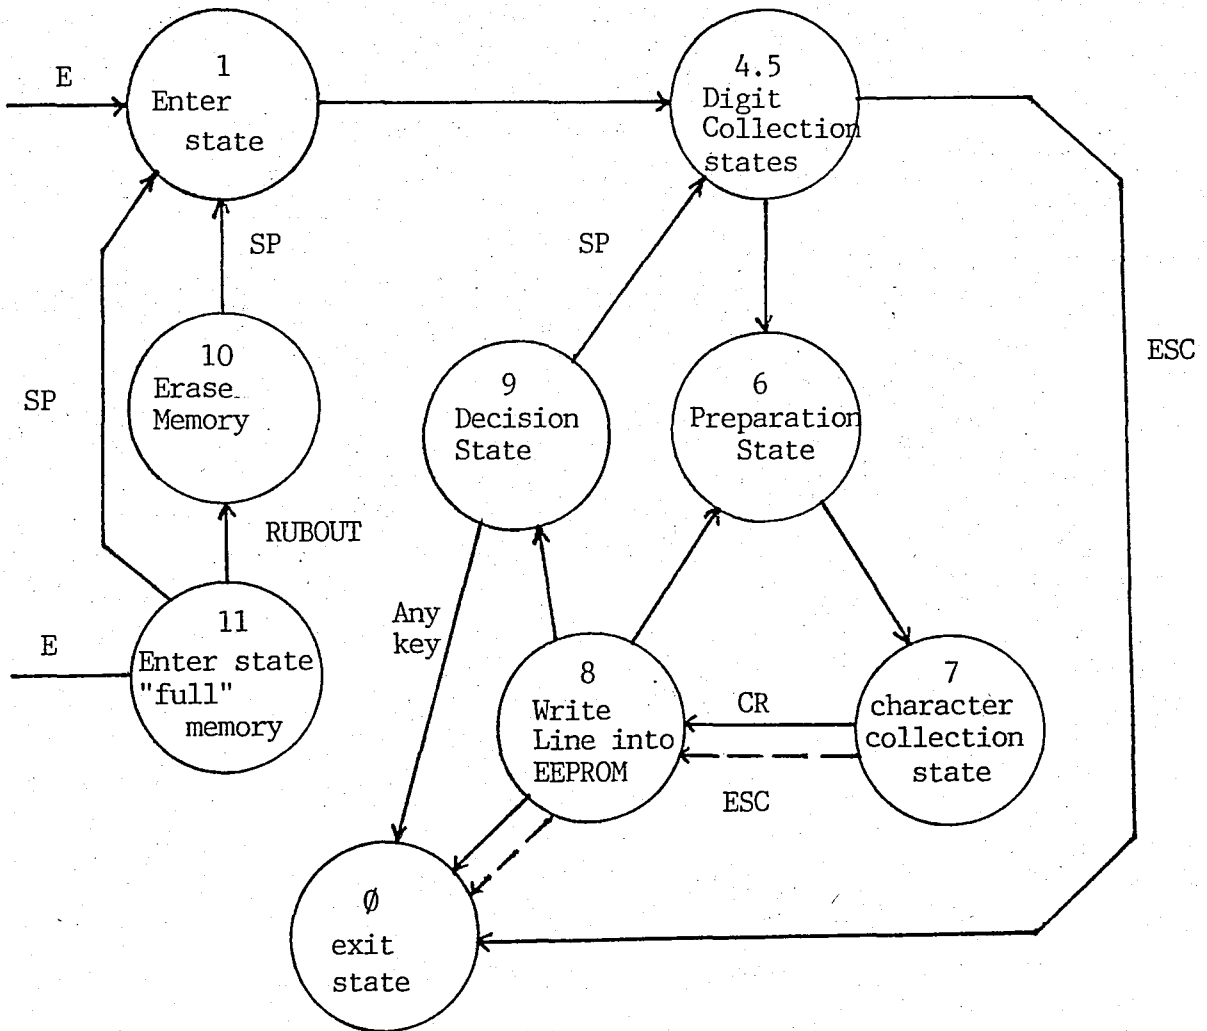 E
1
Enter
state
4.5
Digit
Collection
states
SP
SP
ESC
10
Erase
Memory
SP
9
Decision
State
6
Preparation
State
RUBOUT
E
11
Enter state
"full"
memory
Any
key
8
Write
Line into
EEPROM
CR
ESC
7
character
collection
state
Ø
exit
state